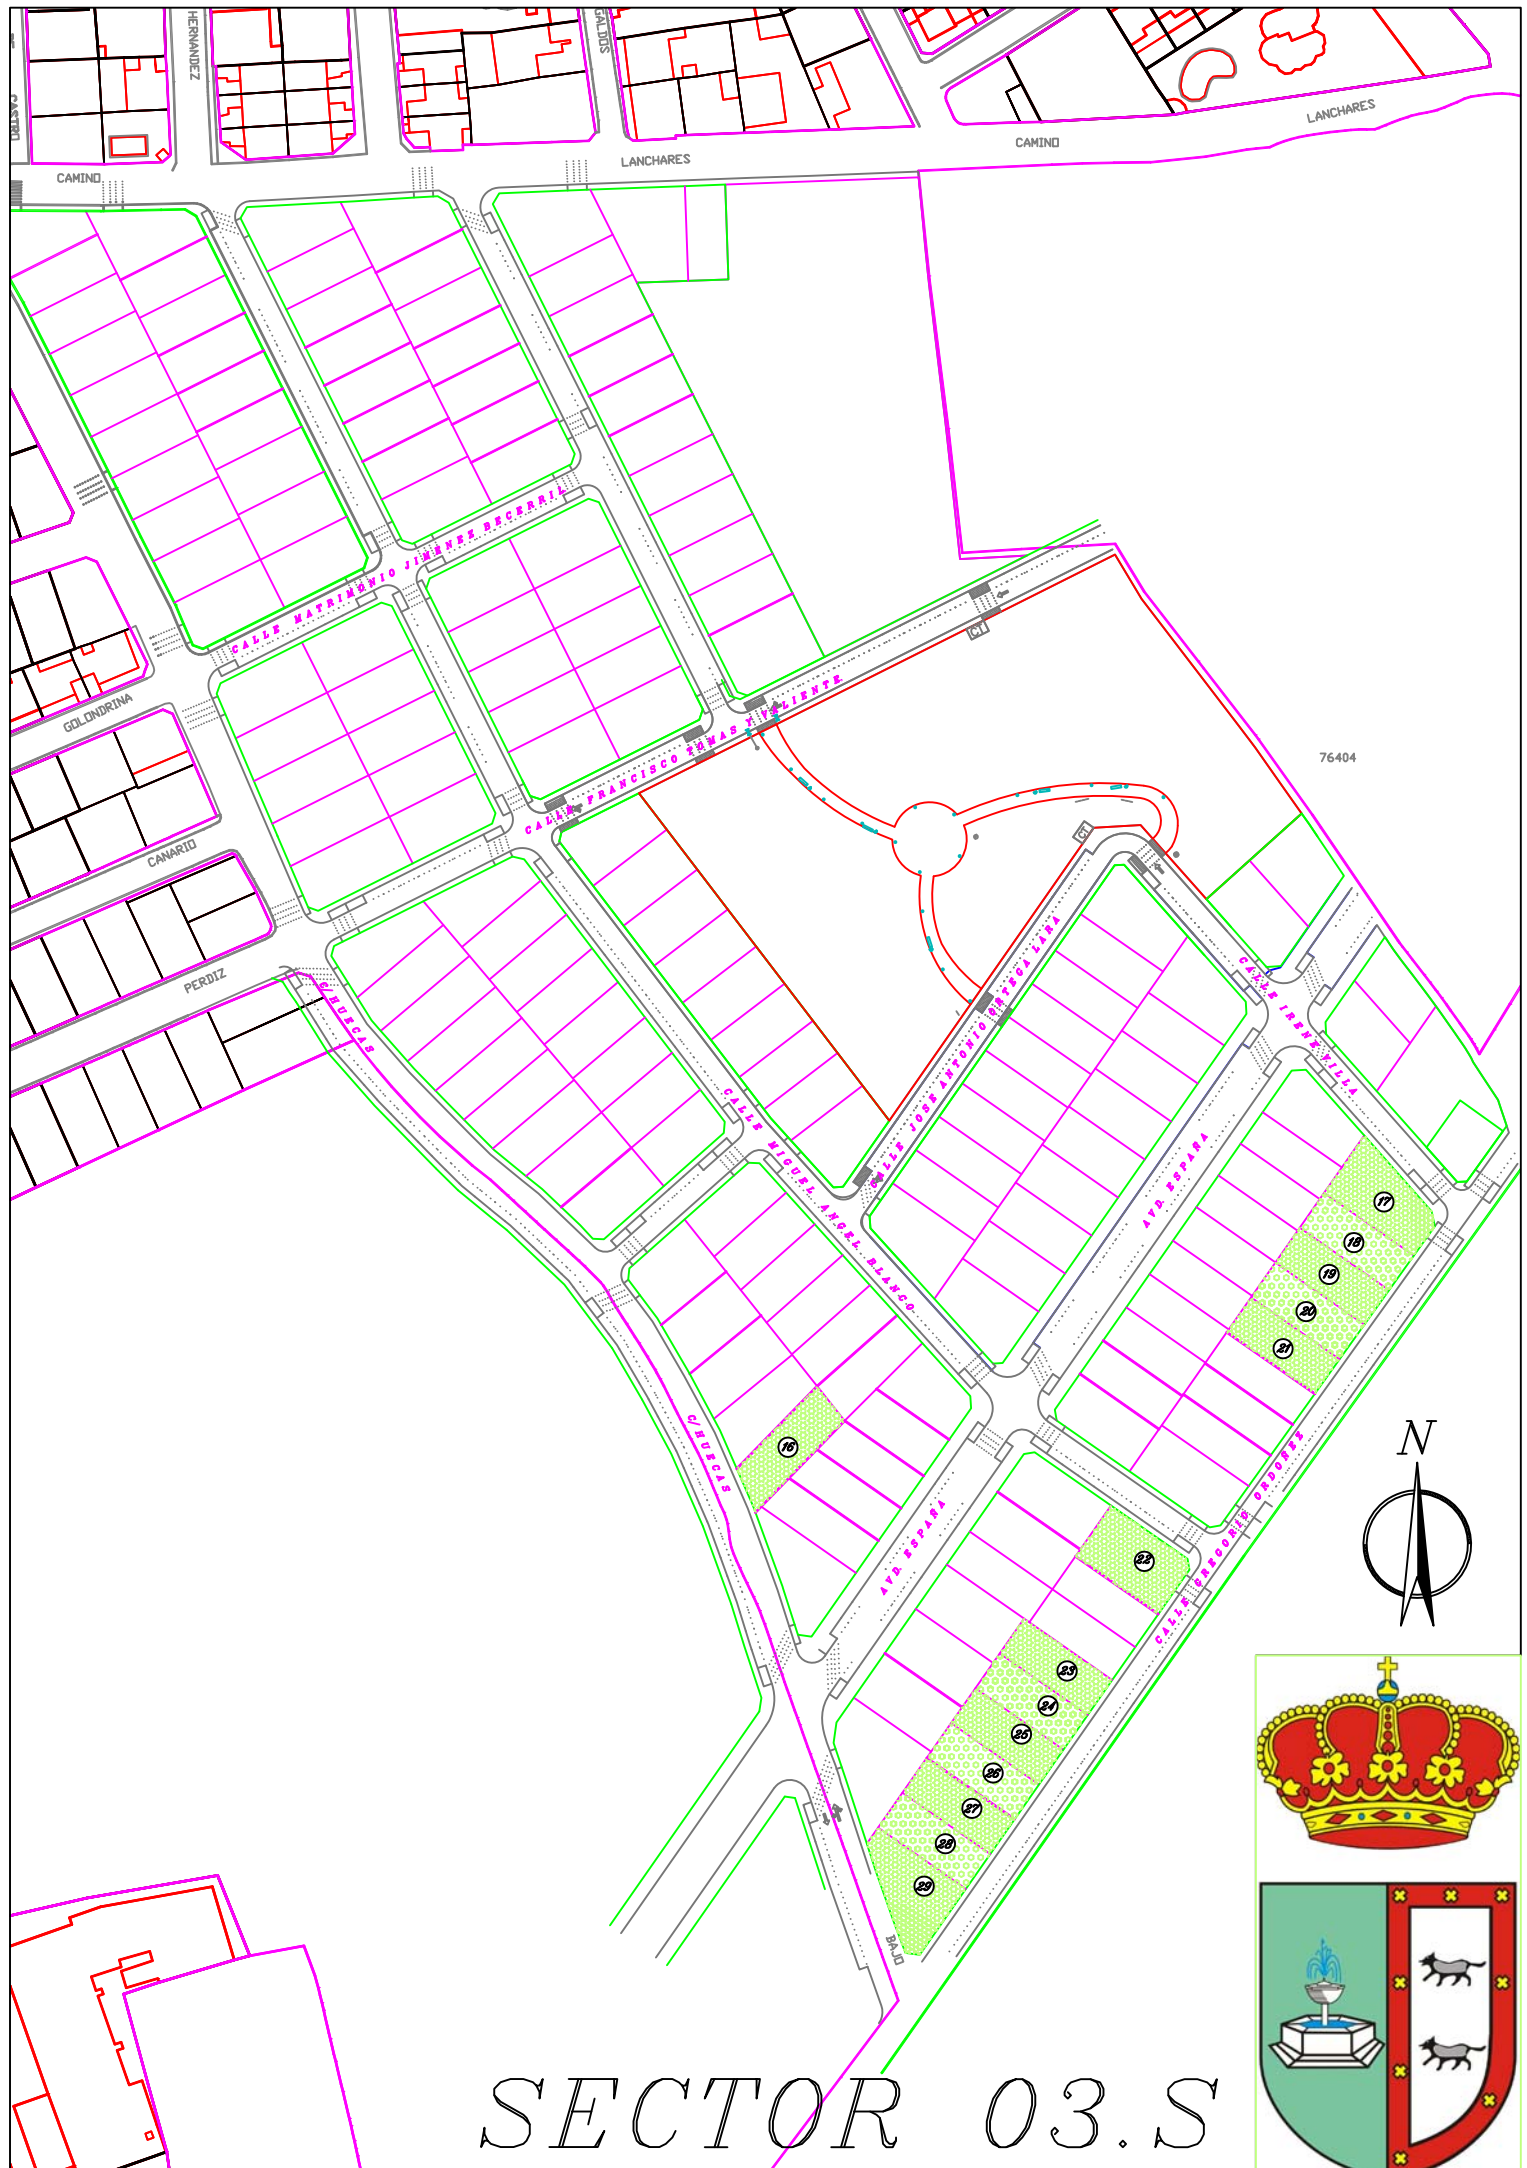 HERNANDEZ
GALDOS
CASTRO
CAMINO
LANCHARES
CAMINO
LANCHARES
CALLE MATRIMONIO JIMENEZ BECERRIL
CALLE FRANCISCO TOMAS Y VALIENTE
CT
GOLONDRINA
76404
CANARIO
CT
PERDIZ
C/HUECAS
CALLE JOSE ANTONIO ORTEGA LARA
CALLE IRENE VILLA
CALLE MIGUEL ANGEL BLANCO
AVD. ESPAÑA
17
18
19
20
21
C/HUECAS
16
CALLE GREGORIO ORDOÑEZ
N
AVD. ESPAÑA
22
23
24
25
26
27
28
29
BAJO
SECTOR 03.S